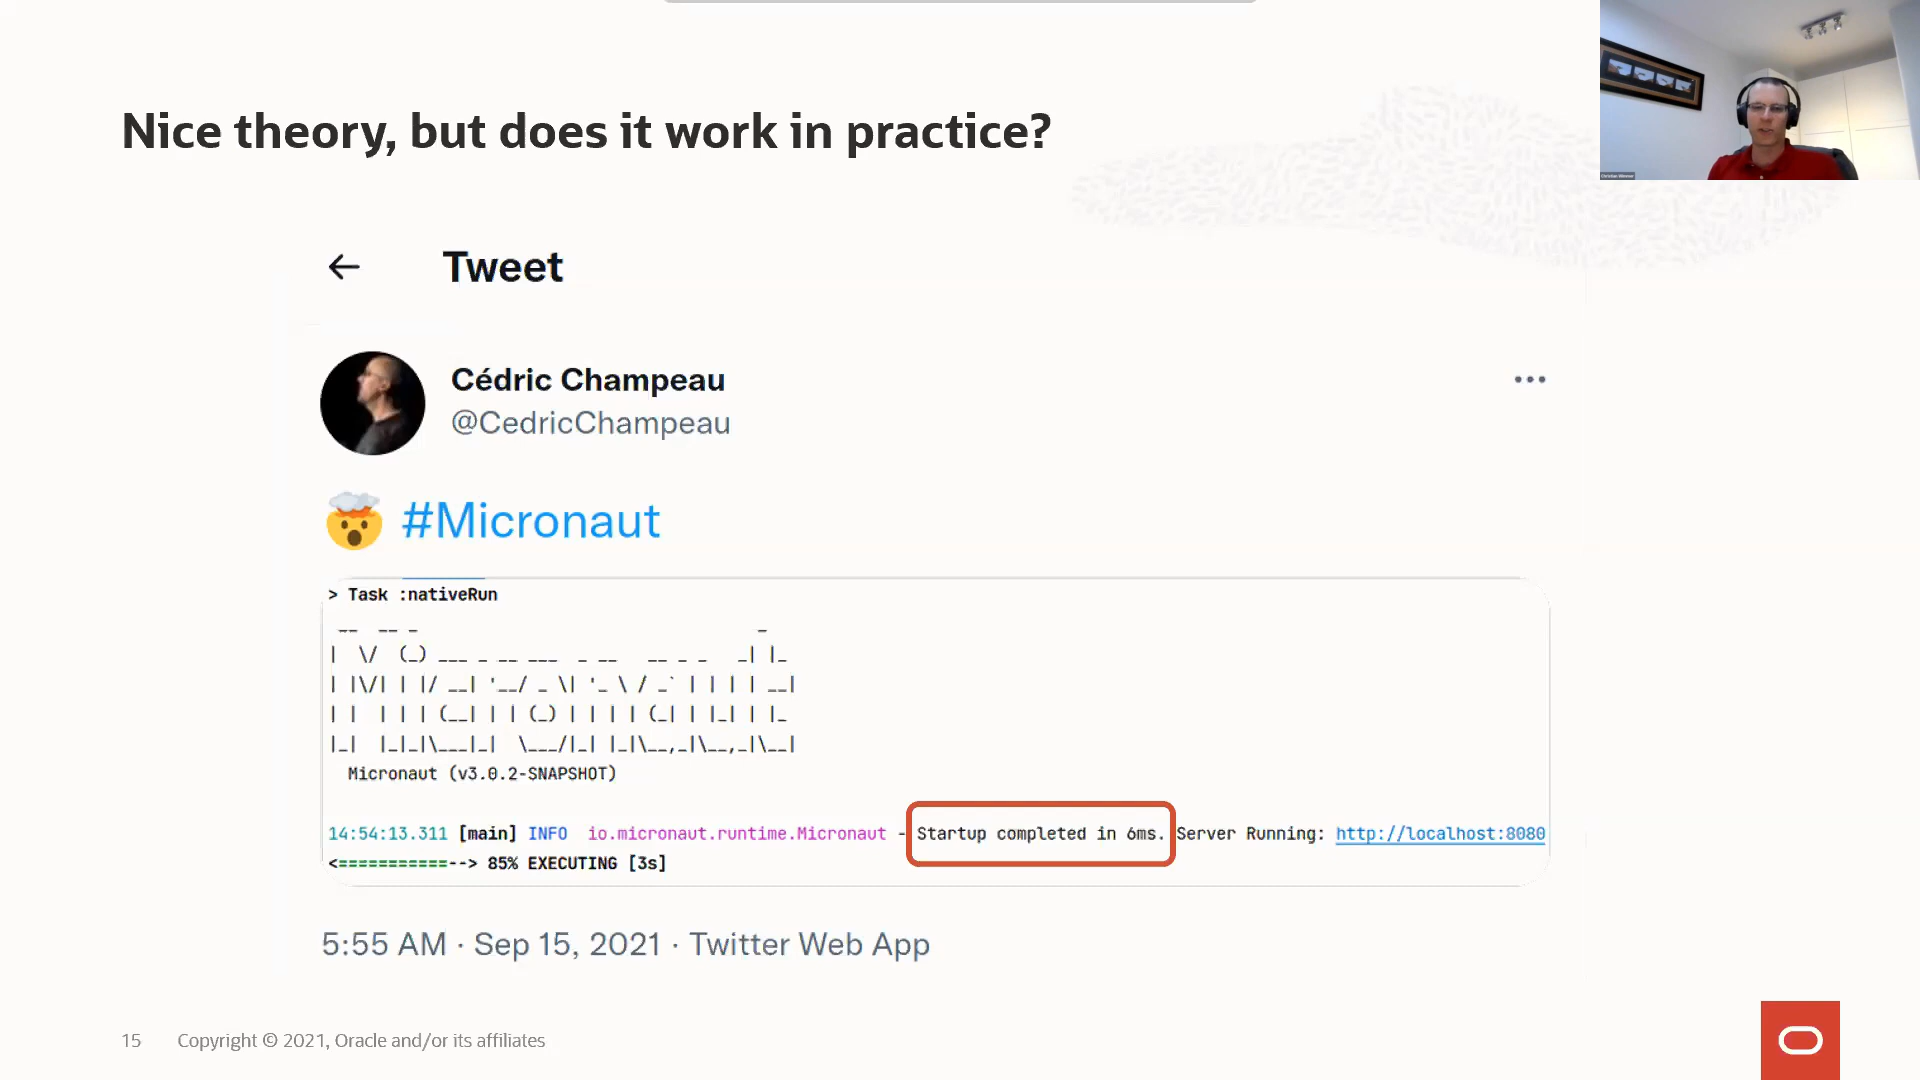 Nice theory, but does it work in practice?
Christian Wimmer
Tweet
Cédric Champeau
@CedricChampeau
🤯 #Micronaut
> Task :nativeRun
Micronaut (v3.0.2-SNAPSHOT)
14:54:13.311 [main] INFO  io.micronaut.runtime.Micronaut - Startup completed in 6ms. Server Running: http://localhost:8080
<===========--> 85% EXECUTING [3s]
5:55 AM · Sep 15, 2021 · Twitter Web App
15 Copyright © 2021, Oracle and/or its affiliates